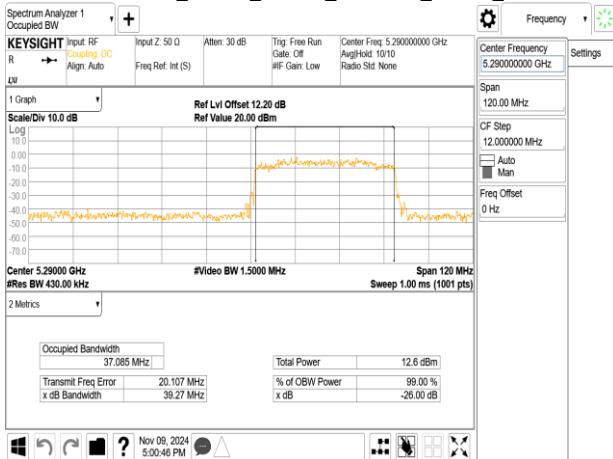 Spectrum Analyzer 1
Occupied BW
Frequency
KEYSIGHT
R
Input: RF
Coupling: DC
Align: Auto
Input Z: 50 Ω
Freq Ref: Int (S)
Atten: 30 dB
Trig: Free Run
Gate: Off
#IF Gain: Low
Center Freq: 5.290000000 GHz
Avg|Hold: 10/10
Radio Std: None
Center Frequency
5.290000000 GHz
Settings
Span
120.00 MHz
CF Step
12.000000 MHz
Auto
Man
Freq Offset
0 Hz
1 Graph
Scale/Div 10.0 dB
Ref Lvl Offset 12.20 dB
Ref Value 20.00 dBm
Log
10.0
0.00
-10.0
-20.0
-30.0
-40.0
-50.0
-60.0
-70.0
Center 5.29000 GHz
#Res BW 430.00 kHz
#Video BW 1.5000 MHz
Span 120 MHz
Sweep 1.00 ms (1001 pts)
2 Metrics
Occupied Bandwidth
37.085 MHz
Transmit Freq Error 20.107 MHz
x dB Bandwidth 39.27 MHz
Total Power 12.6 dBm
% of OBW Power 99.00 %
x dB -26.00 dB
?
Nov 09, 2024
5:00:46 PM